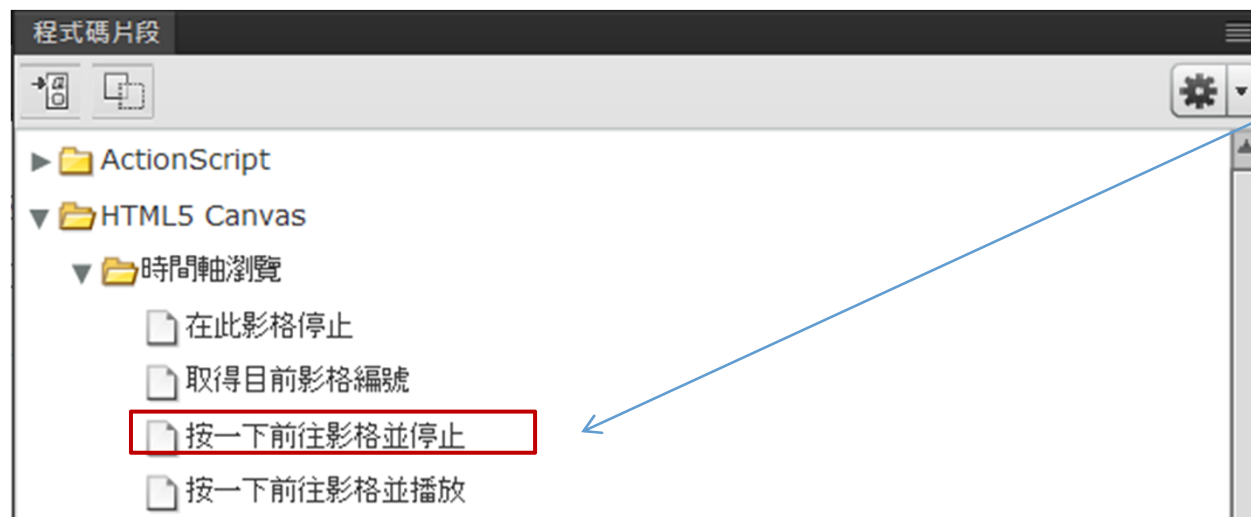 程式碼片段
ActionScript
HTML5 Canvas
時間軸瀏覽
在此影格停止
取得目前影格編號
按一下前往影格並停止
按一下前往影格並播放